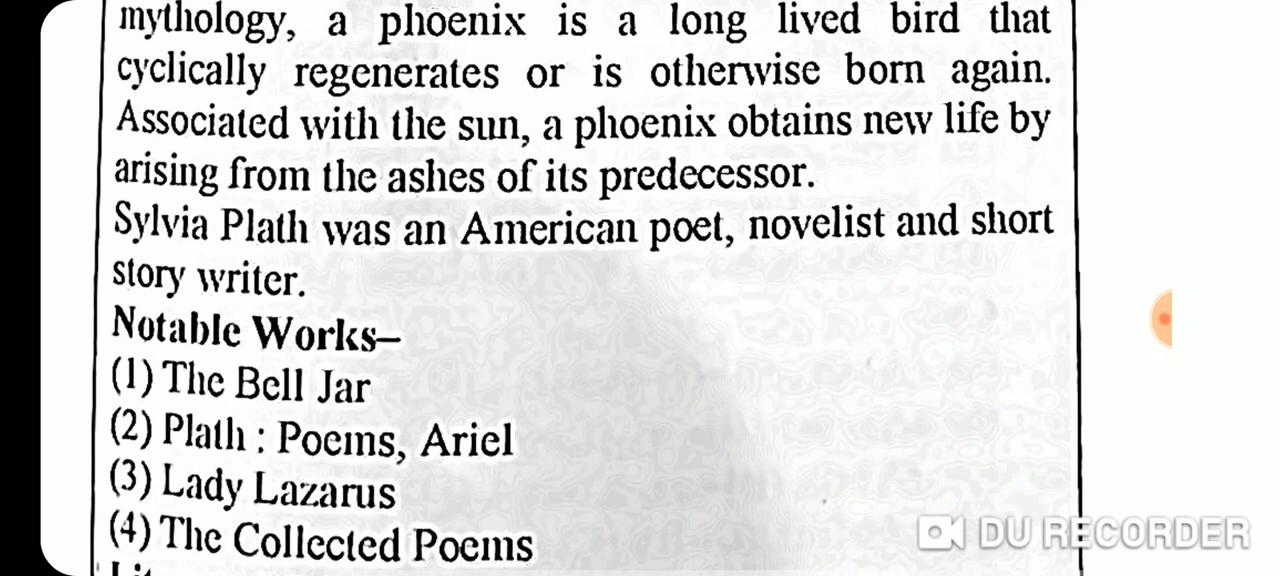 mythology, a phoenix is a long lived bird that
cyclically regenerates or is otherwise born again.
Associated with the sun, a phoenix obtains new life by
arising from the ashes of its predecessor.
Sylvia Plath was an American poet, novelist and short
story writer.
Notable Works–
(1) The Bell Jar
(2) Plath : Poems, Ariel
(3) Lady Lazarus
(4) The Collected Poems
DU RECORDER